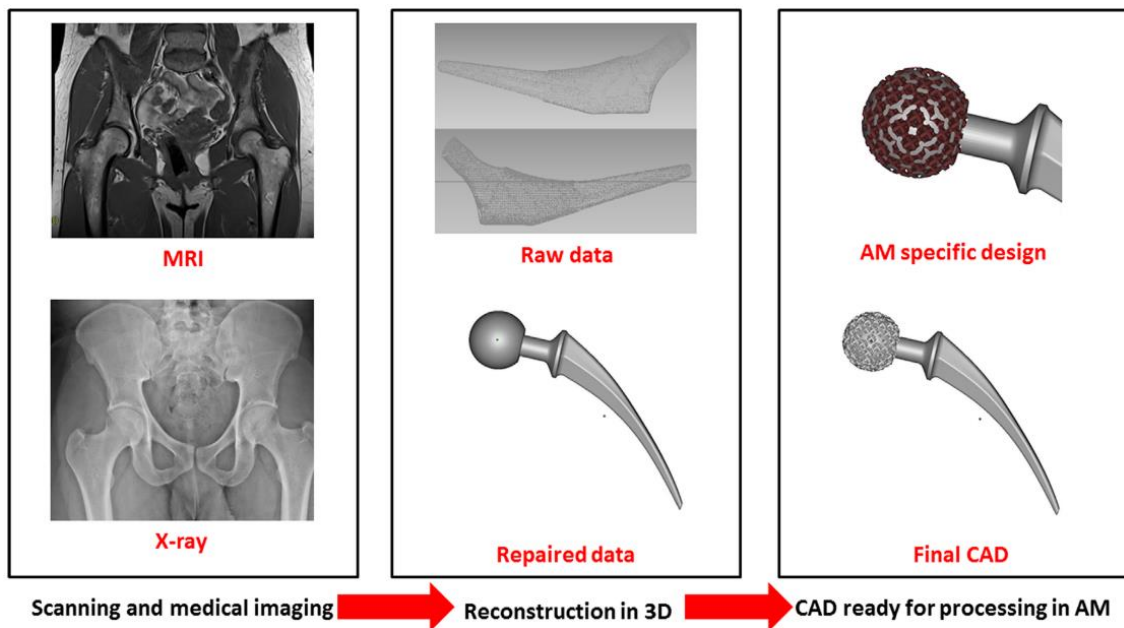 MRI
X-ray
Raw data
Repaired data
AM specific design
Final CAD
Scanning and medical imaging
Reconstruction in 3D
CAD ready for processing in AM